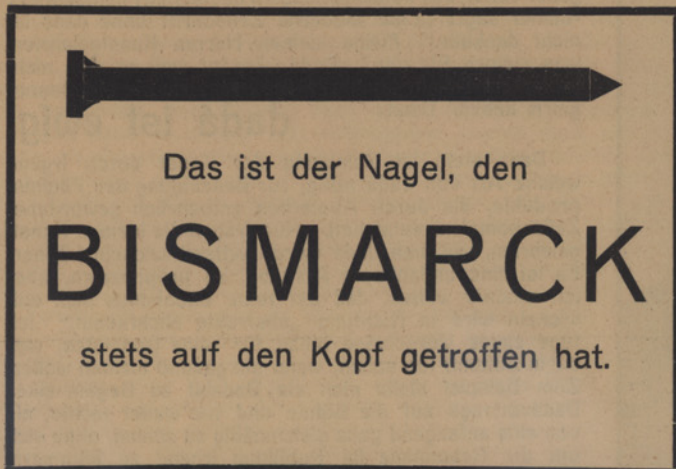 Das ist der Nagel, den
BISMARCK
stets auf den Kopf getroffen hat.